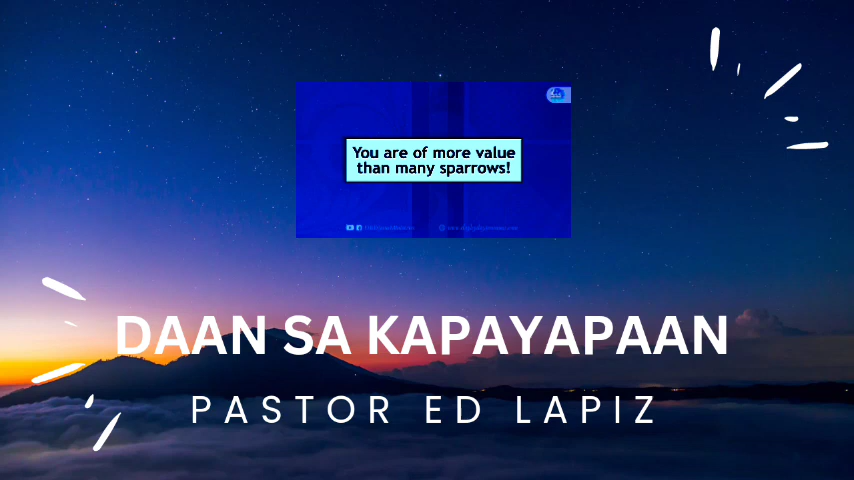 You are of more value
than many sparrows!
DAAN SA KAPAYAPAAN
PASTOR ED LAPIZ